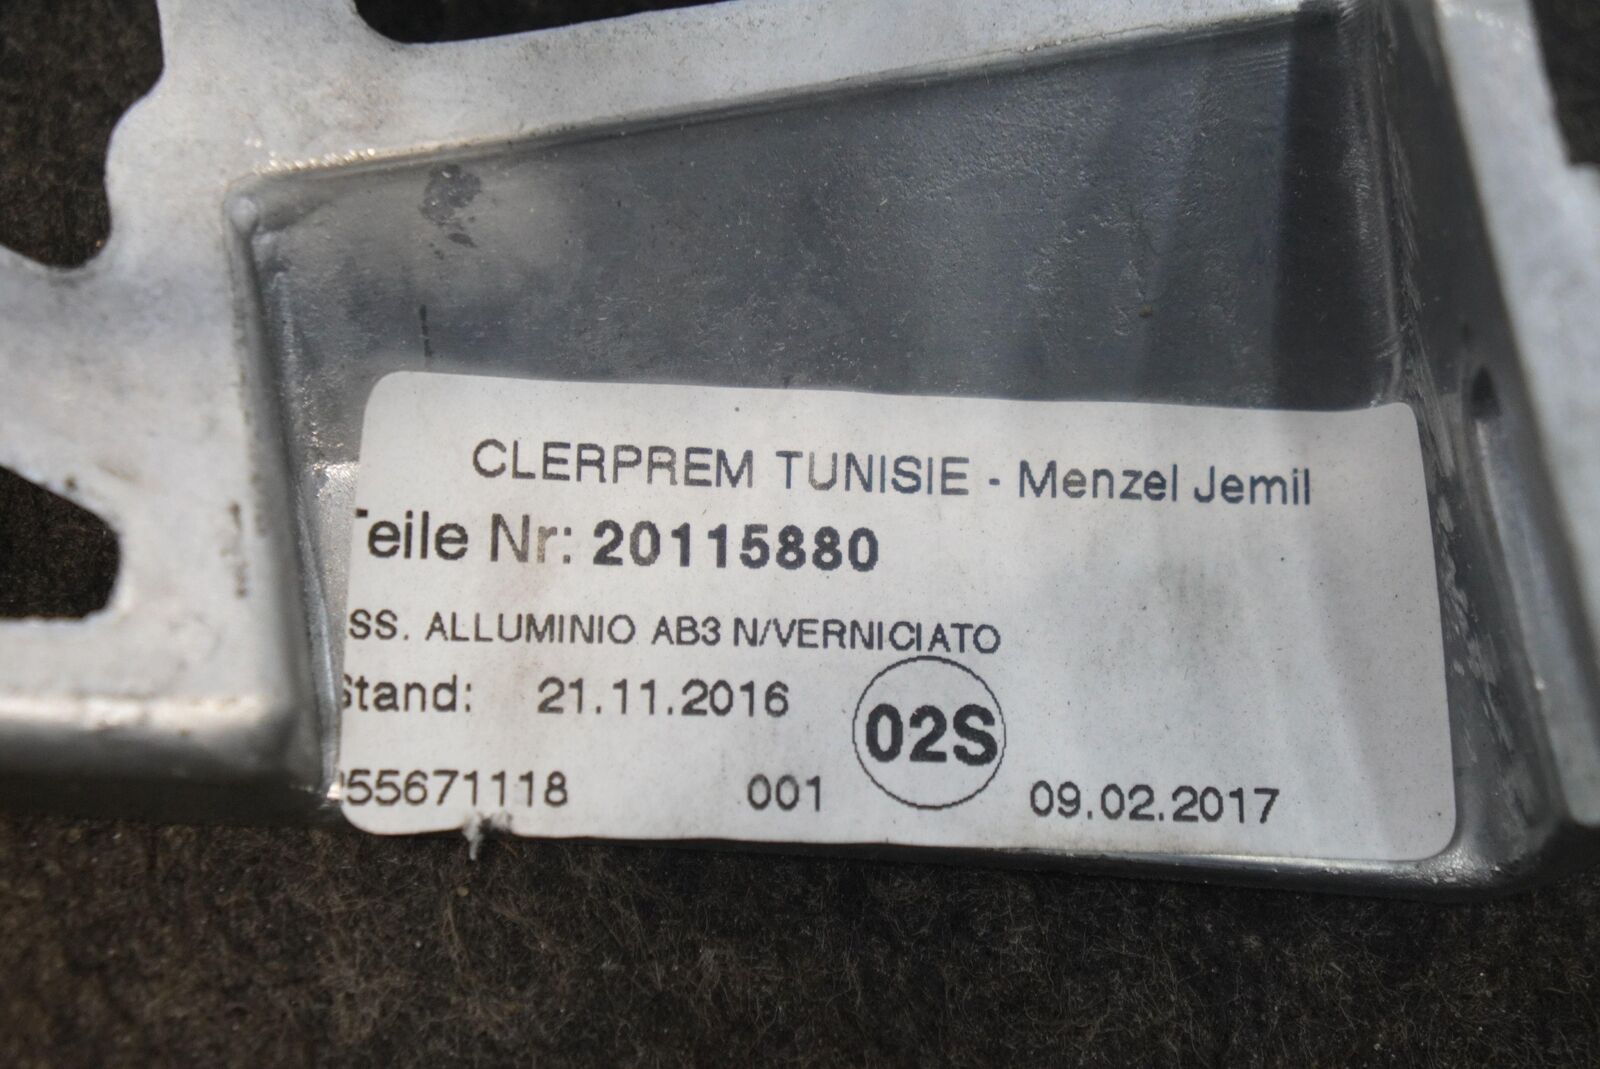 CLERPREM TUNISIE - Menzel Jemil
Teile Nr: 20115880
SS. ALLUMINIO AB3 N/VERNICIATO
Stand: 21.11.2016 02S
55671118 001 09.02.2017